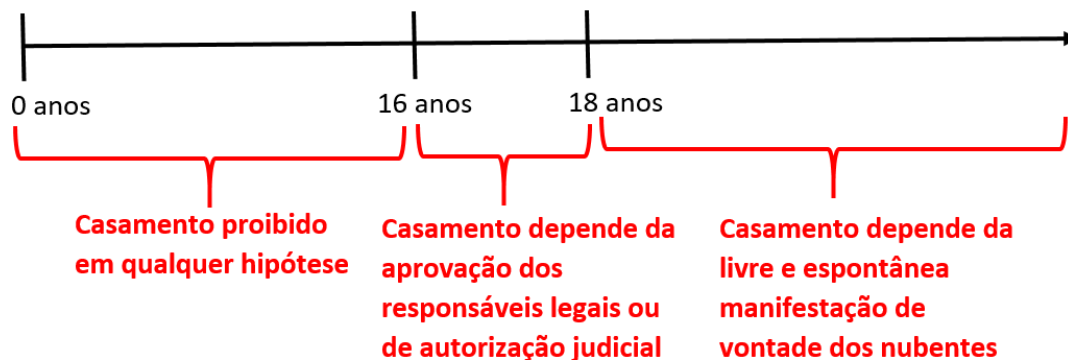 0 anos
16 anos
18 anos
Casamento proibido
em qualquer hipótese
Casamento depende da
aprovação dos
responsáveis legais ou
de autorização judicial
Casamento depende da
livre e espontânea
manifestação de
vontade dos nubentes